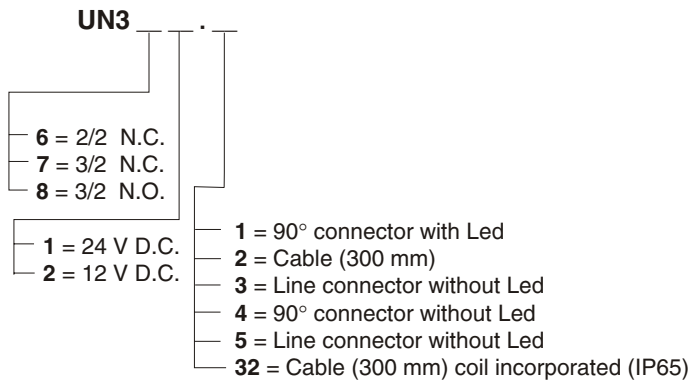 UN3 _ _ . _
6 = 2/2 N.C.
7 = 3/2 N.C.
8 = 3/2 N.O.
1 = 24 V D.C.
2 = 12 V D.C.
1 = 90° connector with Led
2 = Cable (300 mm)
3 = Line connector without Led
4 = 90° connector without Led
5 = Line connector without Led
32 = Cable (300 mm) coil incorporated (IP65)